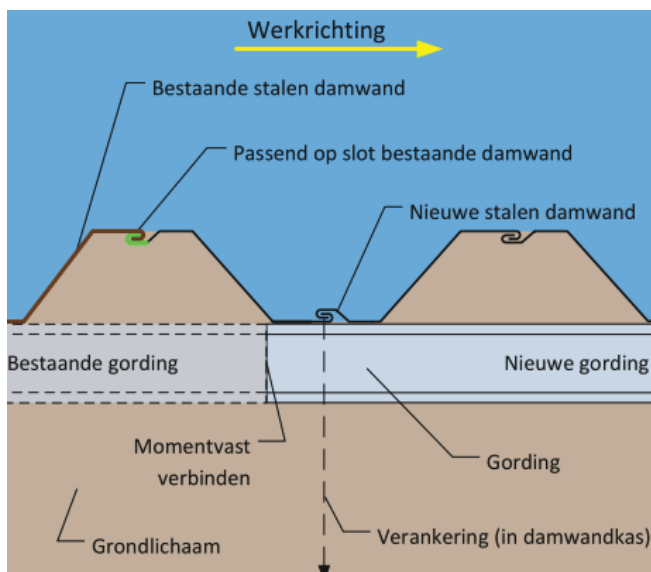 Werkrichting
Bestaande stalen damwand
Passend op slot bestaande damwand
Nieuwe stalen damwand
Bestaande gording
Nieuwe gording
Momentvast
verbinden
Gording
Verankering (in damwandkas)
Grondlichaam